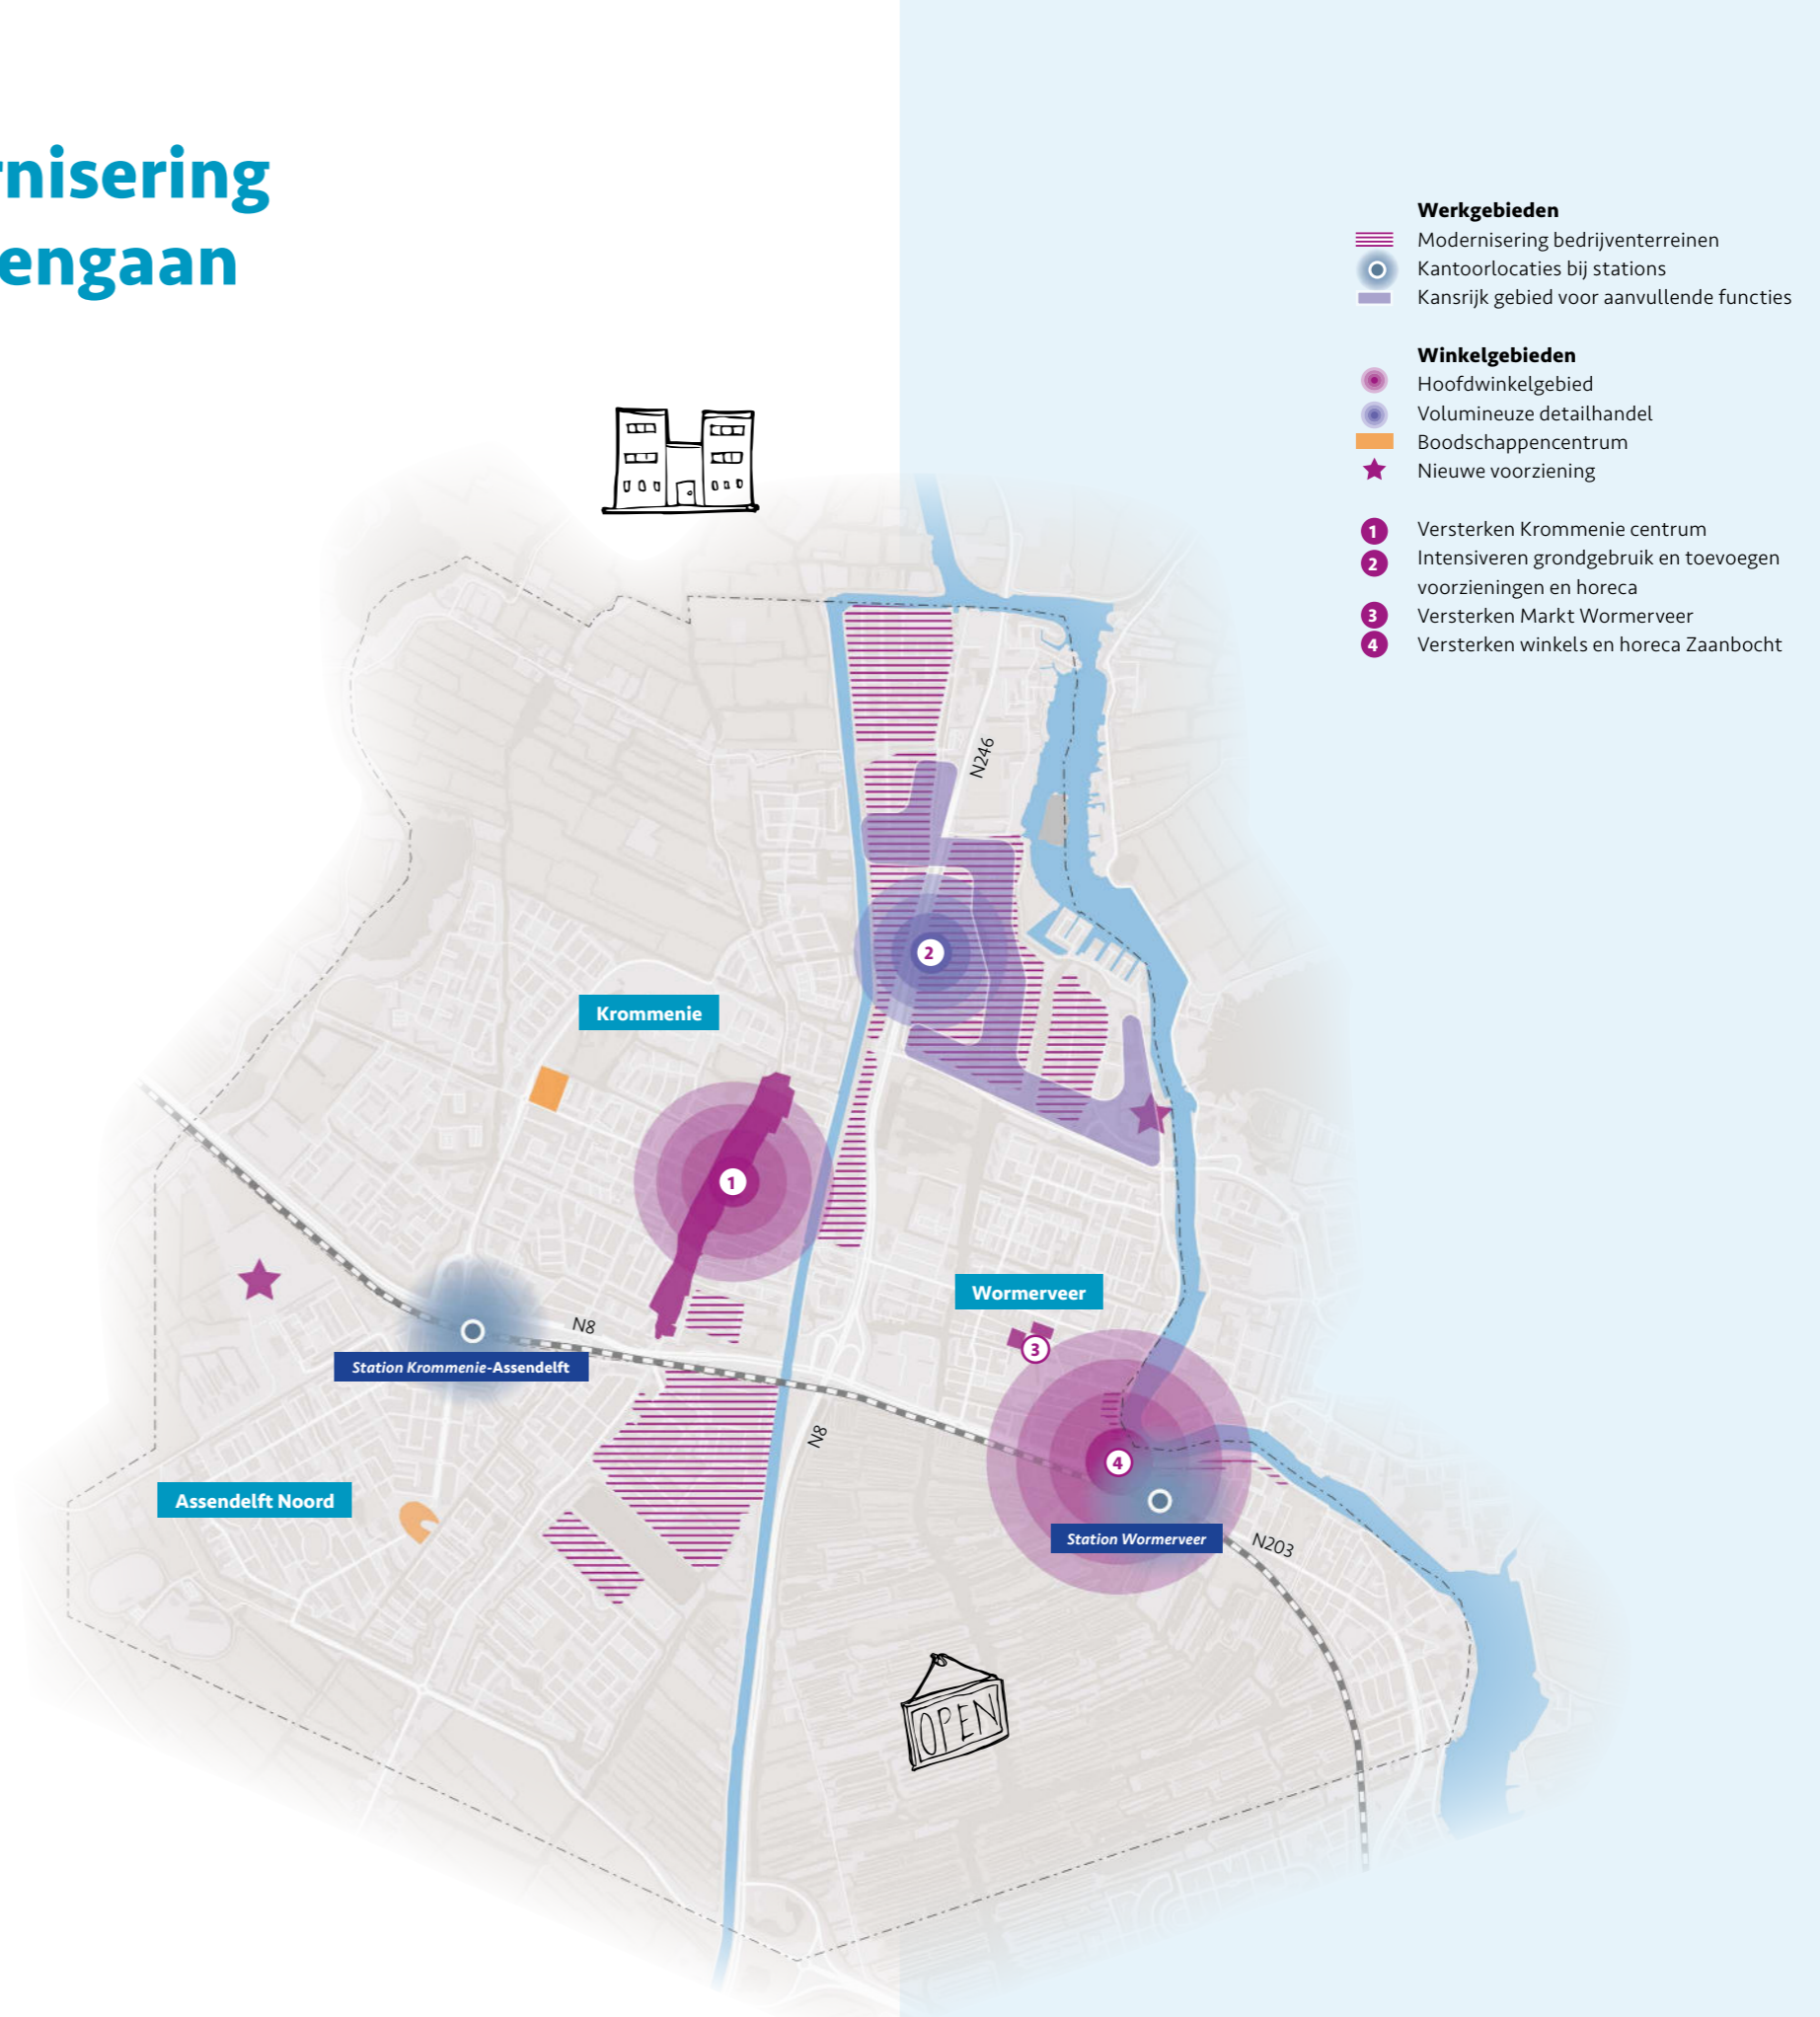 rnisering
engaan
Werkgebieden
Modernisering bedrijventerreinen
Kantoorlocaties bij stations
Kansrijk gebied voor aanvullende functies
Winkelgebieden
Hoofdwinkelgebied
Volumineuze detailhandel
Boodschappencentrum
Nieuwe voorziening
1 Versterken Krommenie centrum
2 Intensiveren grondgebruik en toevoegen
voorzieningen en horeca
3 Versterken Markt Wormerveer
4 Versterken winkels en horeca Zaanbocht
N246
2
Krommenie
1
Wormerveer
N8
3
Station Krommenie-Assendelft
N8
4
Assendelft Noord
Station Wormerveer
N203
OPEN